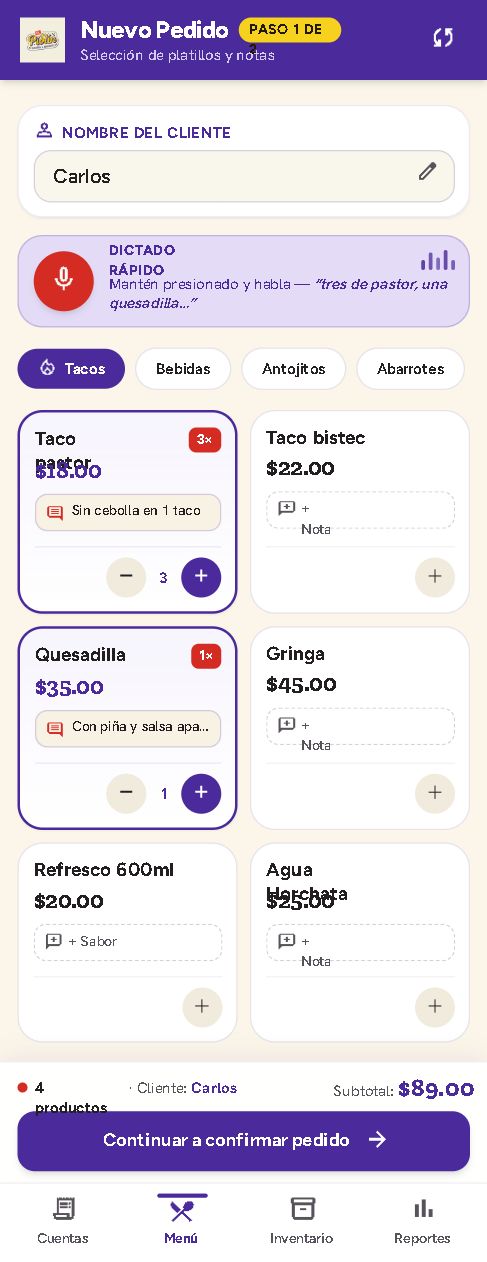 Nuevo Pedido
PASO 1 DE
3
Selección de platillos y notas
NOMBRE DEL CLIENTE
Carlos
DICTADO
RÁPIDO
Mantén presionado y habla — “tres de pastor, una
quesadilla...”
Tacos
Bebidas
Antojitos
Abarrotes
Taco
pastor
3×
$18.00
Sin cebolla en 1 taco
− 3 +
Taco bistec
$22.00
+
Nota
+
Quesadilla
1×
$35.00
Con piña y salsa apa...
− 1 +
Gringa
$45.00
+
Nota
+
Refresco 600ml
$20.00
+ Sabor
+
Agua
Horchata
$25.00
+
Nota
+
4
productos
· Cliente: Carlos
Subtotal: $89.00
Continuar a confirmar pedido →
Cuentas
Menú
Inventario
Reportes